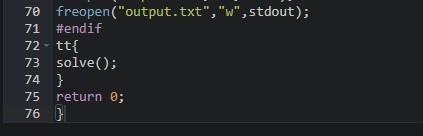 70 freopen("output.txt","w",stdout);
71 #endif
72 tt{
73 solve();
74 }
75 return 0;
76 }